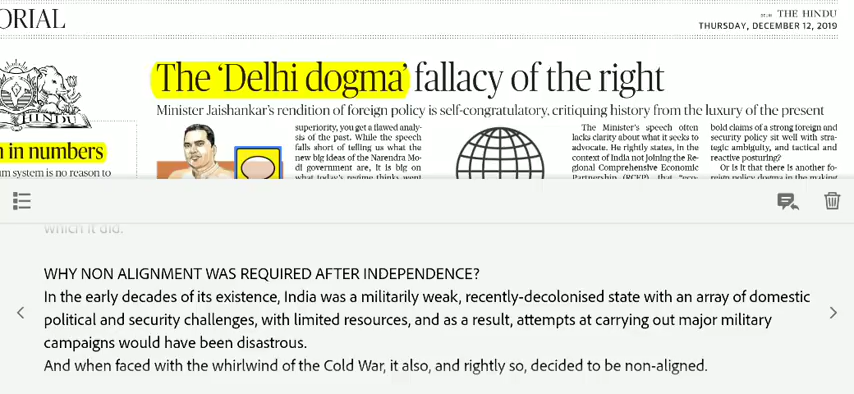 ORIAL
THE HINDU
THURSDAY, DECEMBER 12, 2019
The ‘Delhi dogma’ fallacy of the right
Minister Jaishankar’s rendition of foreign policy is self-congratulatory, critiquing history from the luxury of the present
HINDU
in numbers
um system is no reason to
superiority, you get a flawed analy-
sis of the past. While the speech
falls short of telling us what the
new big ideas of the Narendra Mo-
di government are, it is big on
what today's regime thinks went
The Minister’s speech often
lacks clarity about what it seeks to
advocate. He rightly states, in the
context of India not joining the Re-
gional Comprehensive Economic
Partnership (RCEP), that “eco-
bold claims of a strong foreign and
security policy sit well with stra-
tegic ambiguity, and tactical and
reactive posturing?
Or is it that there is another fo-
reign policy dogma in the making
which it did.
WHY NON ALIGNMENT WAS REQUIRED AFTER INDEPENDENCE?
In the early decades of its existence, India was a militarily weak, recently-decolonised state with an array of domestic
political and security challenges, with limited resources, and as a result, attempts at carrying out major military
campaigns would have been disastrous.
And when faced with the whirlwind of the Cold War, it also, and rightly so, decided to be non-aligned.